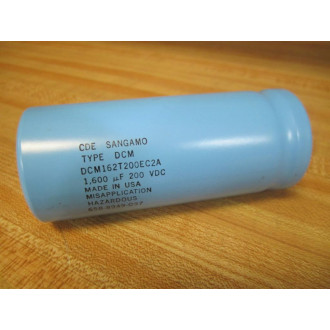 CDE SANGAMO
TYPE DCM
DCM162T200EC2A
1,600 µF 200 VDC
MADE IN USA
MISAPPLICATION
HAZARDOUS